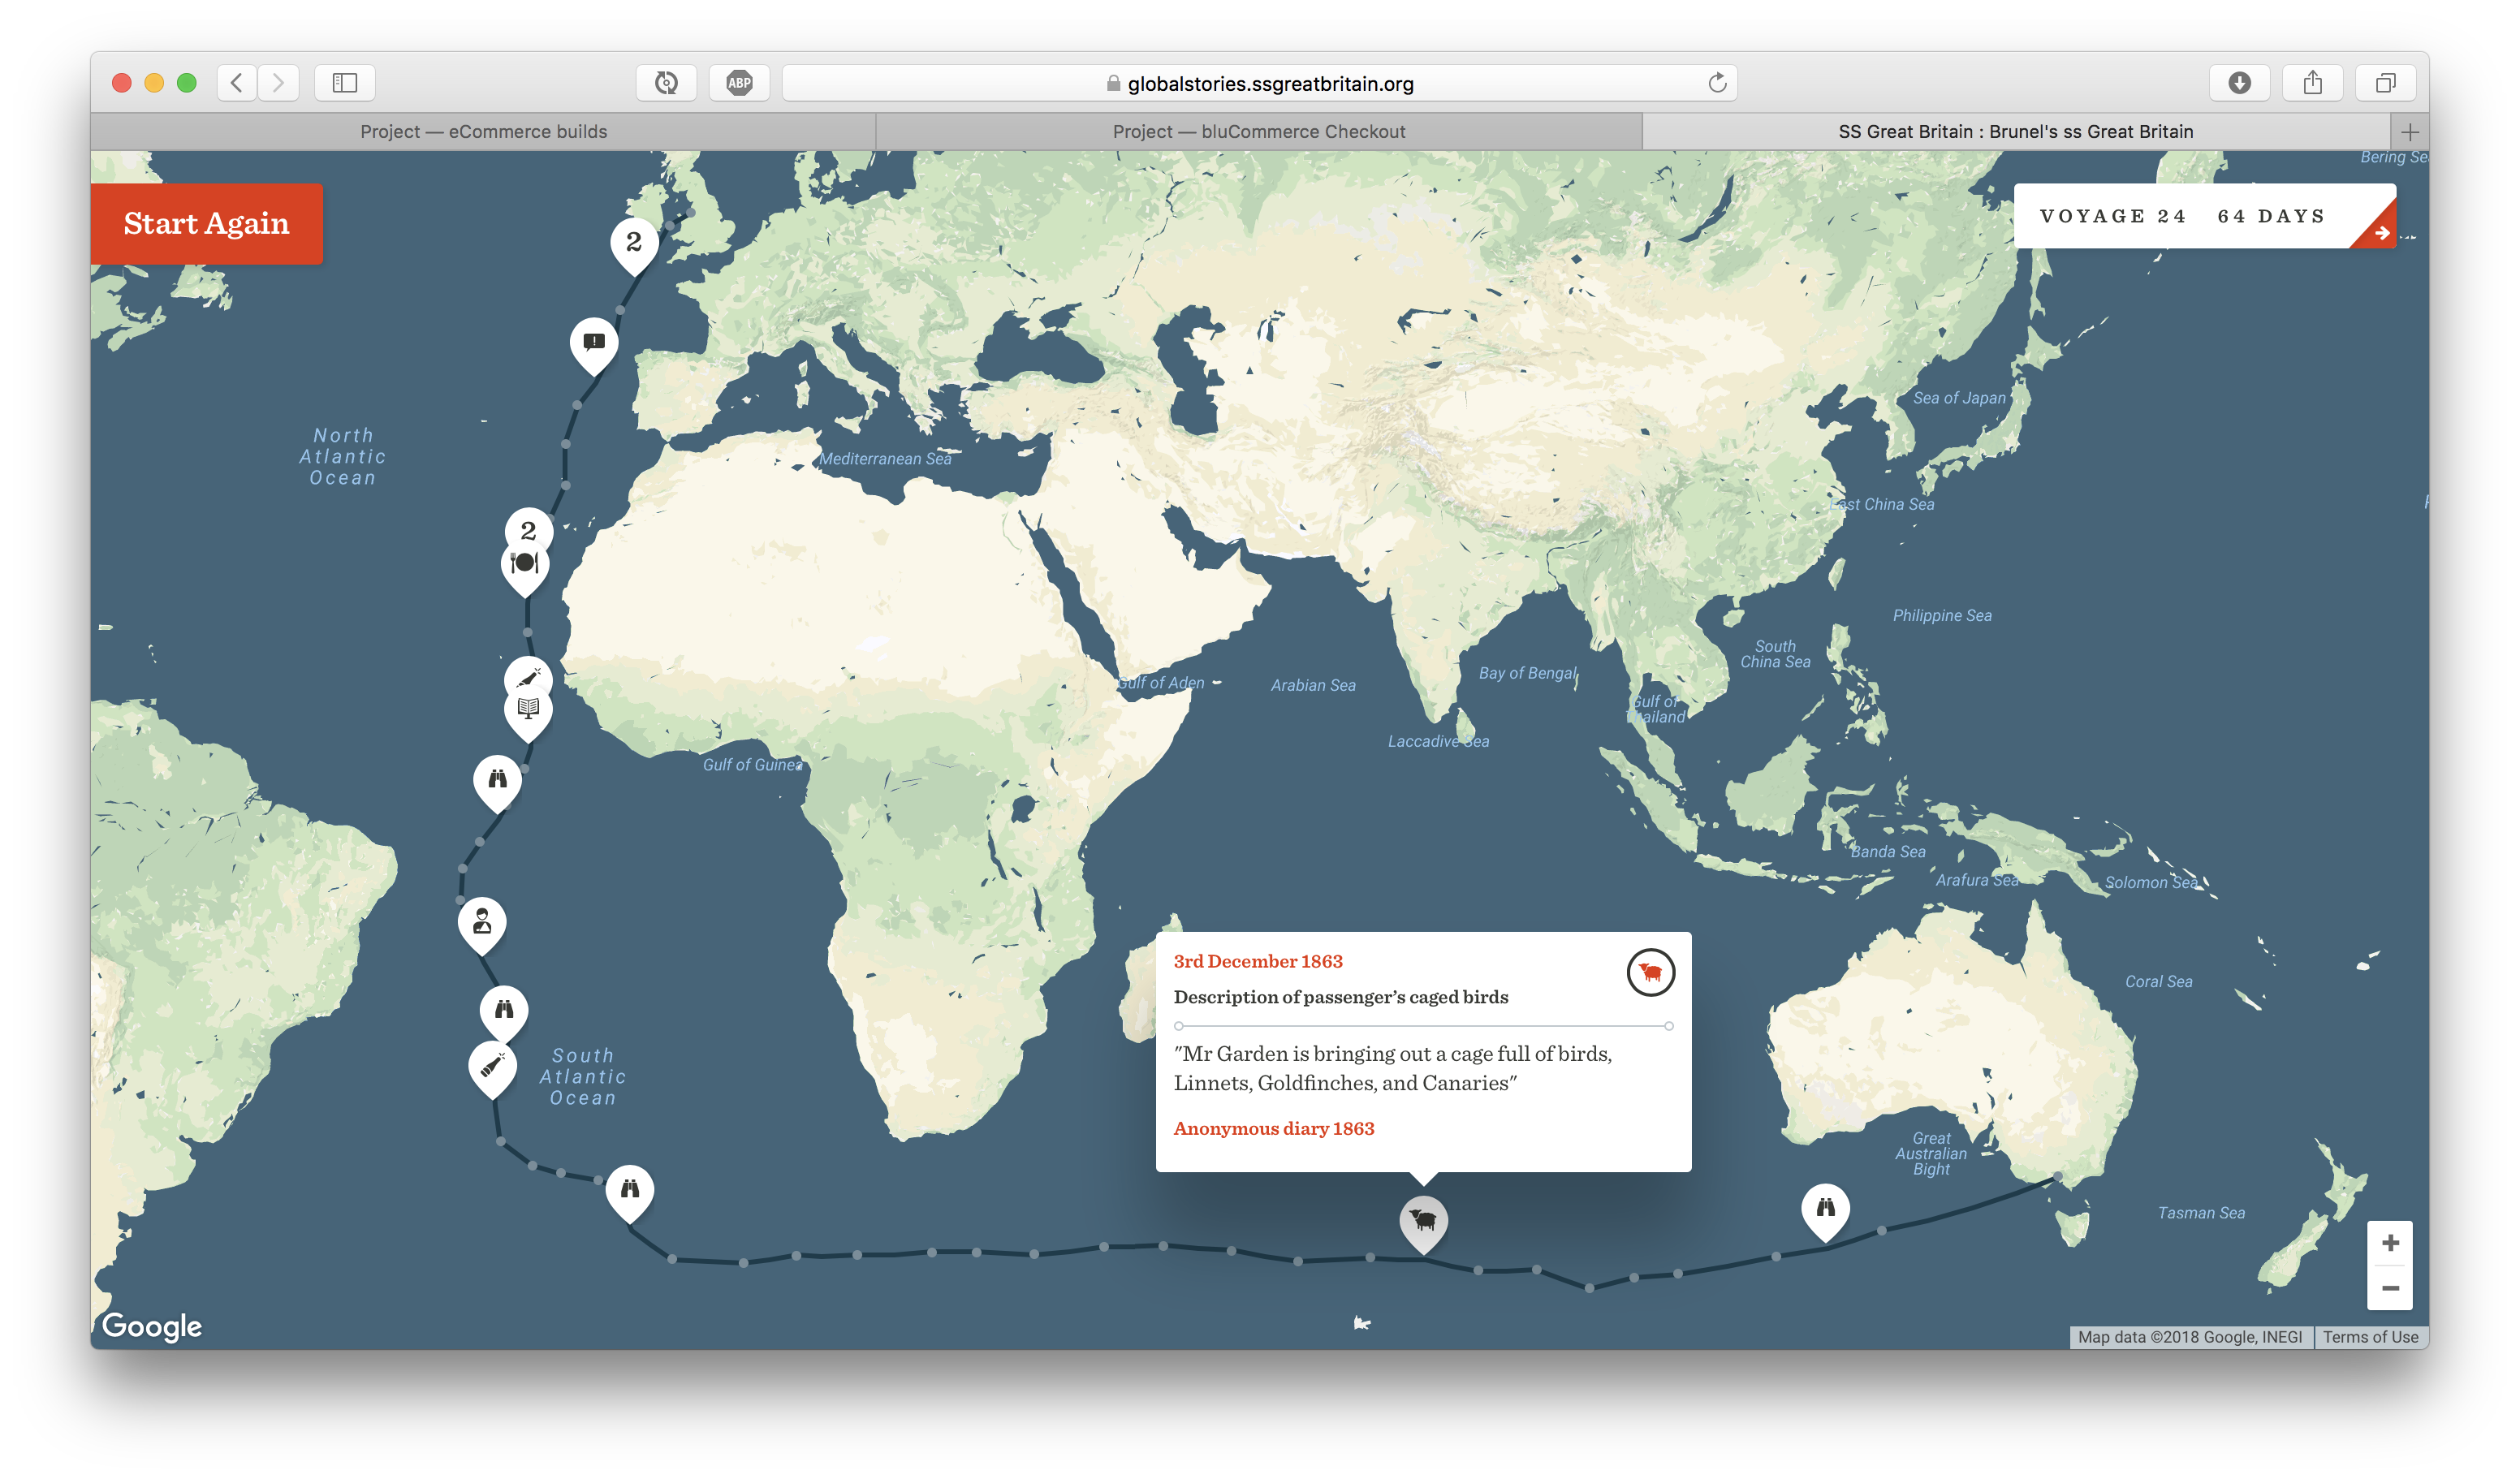 ABP
globalstories.ssgreatbritain.org
Project — eCommerce builds
Project — bluCommerce Checkout
SS Great Britain : Brunel's ss Great Britain
Start Again
VOYAGE 24 64 DAYS
2
North
Atlantic
Ocean
Mediterranean Sea
Sea of Japan
East China Sea
2
Philippine Sea
South
China Sea
Gulf of Aden
Arabian Sea
Bay of Bengal
Gulf of
Thailand
Laccadive Sea
Gulf of Guinea
Banda Sea
Arafura Sea
Solomon Sea
Coral Sea
3rd December 1863
Description of passenger’s caged birds
"Mr Garden is bringing out a cage full of birds,
Linnets, Goldfinches, and Canaries"
Anonymous diary 1863
South
Atlantic
Ocean
Great
Australian
Bight
Tasman Sea
+
−
Google
Map data ©2018 Google, INEGI
Terms of Use